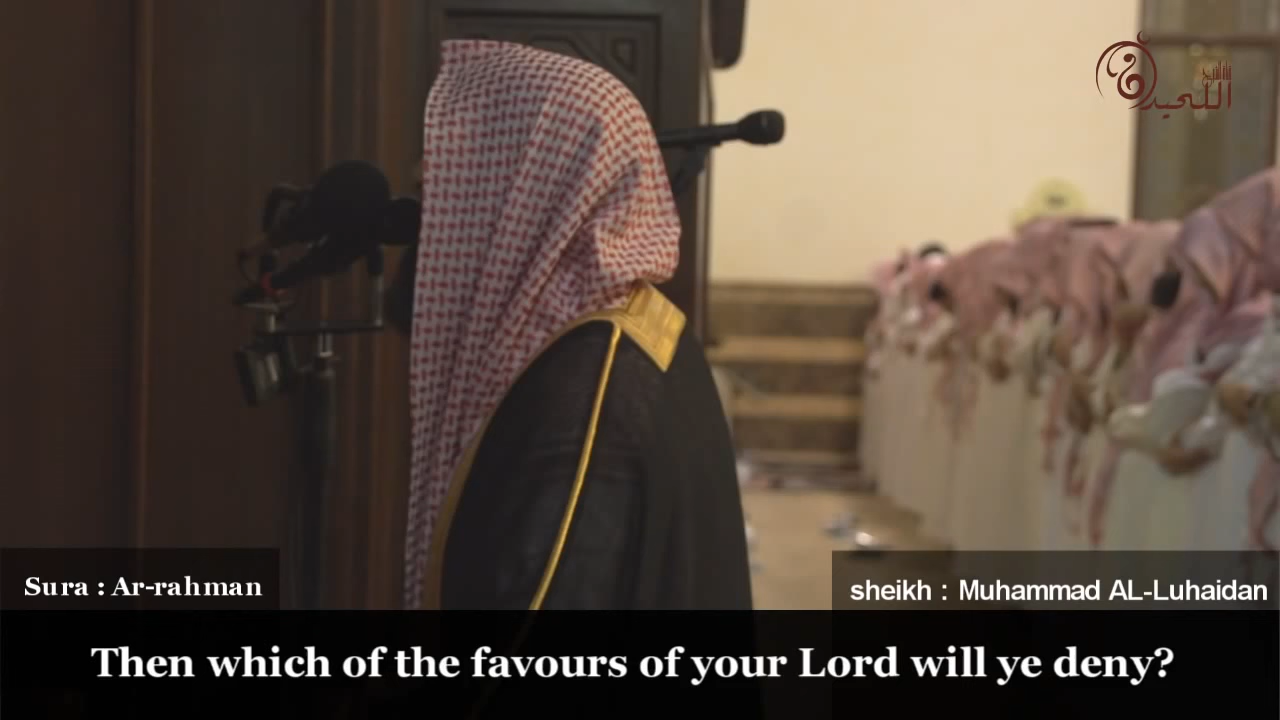 اللحيدان
Sura : Ar-rahman
sheikh : Muhammad AL-Luhaidan
Then which of the favours of your Lord will ye deny?